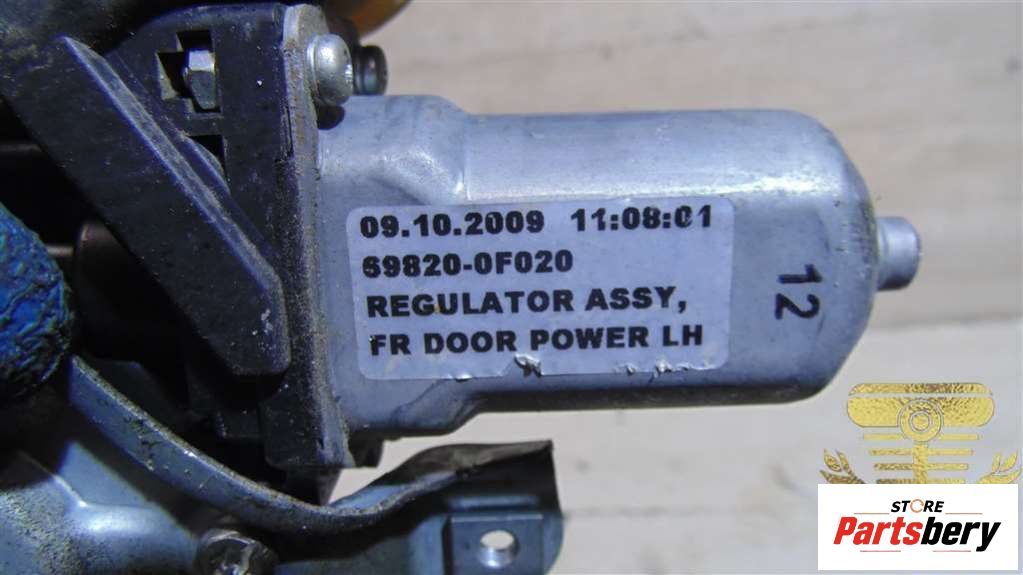 09.10.2009 11:08:01
69820-0F020
REGULATOR ASSY,
FR DOOR POWER LH
12
STORE
Partsbery